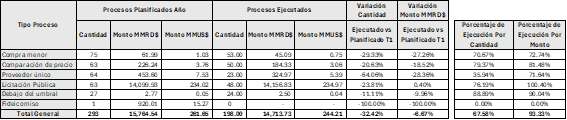 Tipo Proceso
Procesos Planificados Año
Procesos Ejecutados
Variación Cantidad
Variación Monto MMRD$
Porcentaje de Ejecución Por Cantidad
Porcentaje de Ejecución Por Monto
Cantidad Monto MMRD$ Monto MMUS$ Cantidad Monto MMRD$ Monto MMUS$ Ejecutado vs Planificado T1 Ejecutado vs Planificado T1
Compra menor 75 61.99 1.03 53.00 45.09 0.75 -29.33% -27.26% 70.67% 72.74%
Comparación de precio 63 226.24 3.76 50.00 184.33 3.06 -20.63% -18.52% 79.37% 81.48%
Proveedor único 64 453.60 7.53 23.00 324.97 5.39 -64.06% -28.36% 35.94% 71.64%
Licitación Pública 63 14,099.93 234.02 48.00 14,156.83 234.97 -23.81% 0.40% 76.19% 100.40%
Debajo del umbral 27 2.77 0.05 24.00 2.50 0.04 -11.11% -9.96% 88.89% 90.04%
Fideicomiso 1 920.01 15.27 0 - - -100.00% -100.00% 0.00% 0.00%
Total General 293 15,764.54 261.65 198.00 14,713.73 244.21 -32.42% -6.67% 67.58% 93.33%